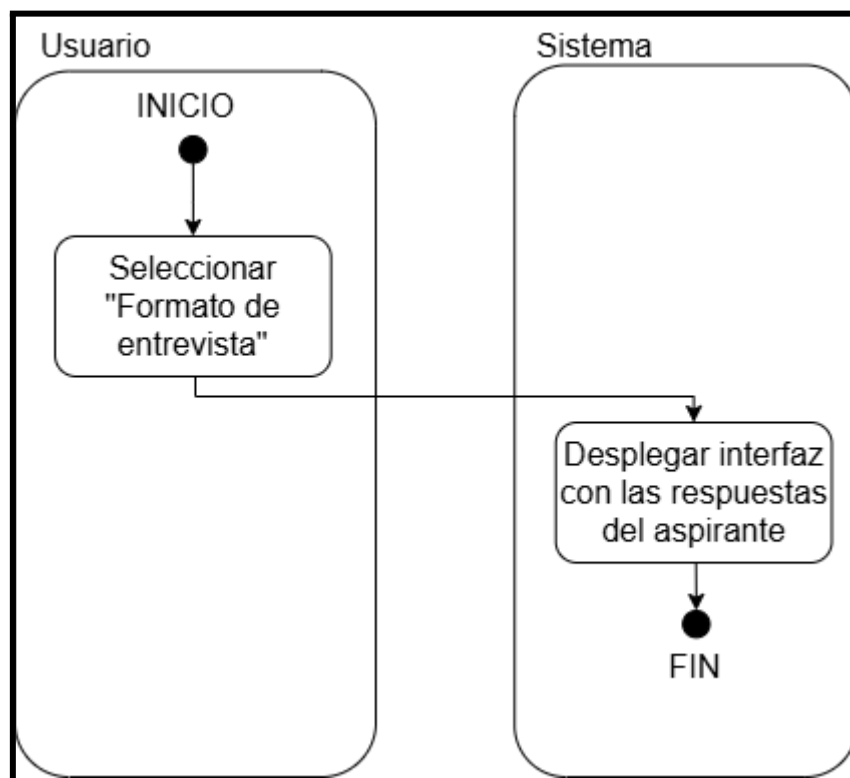 Usuario
Sistema
INICIO
Seleccionar
"Formato de
entrevista"
Desplegar interfaz
con las respuestas
del aspirante
FIN